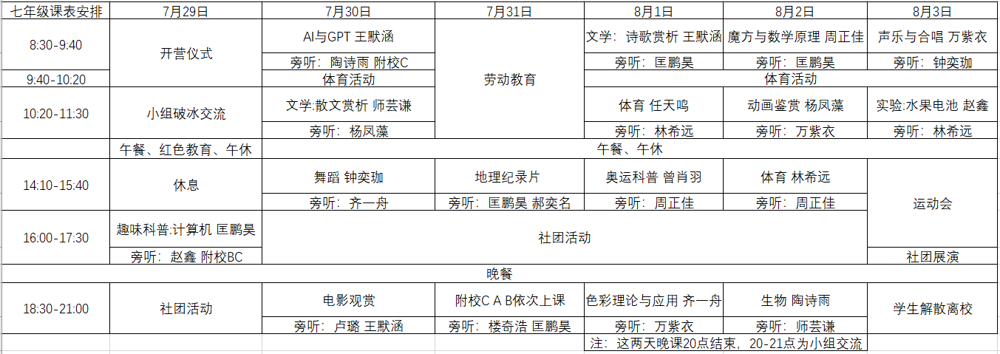 七年级课表安排 7月29日 7月30日 7月31日 8月1日 8月2日 8月3日
8:30-9:40 开营仪式 AI与GPT 王默涵 劳动教育 文学：诗歌赏析 王默涵 魔方与数学原理 周正佳 声乐与合唱 万紫衣
旁听：陶诗雨 附校C 旁听：匡鹏昊 旁听：匡鹏昊 旁听：钟奕珈
9:40-10:20 体育活动 体育活动
10:20-11:30 小组破冰交流 文学:散文赏析 师芸谦 体育 任天鸣 动画鉴赏 杨凤藻 实验:水果电池 赵鑫
旁听：杨凤藻 旁听：林希远 旁听：万紫衣 旁听：林希远
午餐、红色教育、午休 午餐、午休
14:10-15:40 休息 舞蹈 钟奕珈 地理纪录片 奥运科普 曾肖羽 体育 林希远 运动会
旁听：齐一舟 旁听：匡鹏昊 郝奕名 旁听：周正佳 旁听：周正佳
16:00-17:30 趣味科普:计算机 匡鹏昊 社团活动
旁听：赵鑫 附校BC 社团展演
晚餐
18:30-21:00 社团活动 电影观赏 附校C A B依次上课 色彩理论与应用 齐一舟 生物 陶诗雨 学生解散离校
旁听：卢璐 王默涵 旁听：楼奇浩 匡鹏昊 旁听：万紫衣 旁听：师芸谦
注：这两天晚课20点结束，20-21点为小组交流